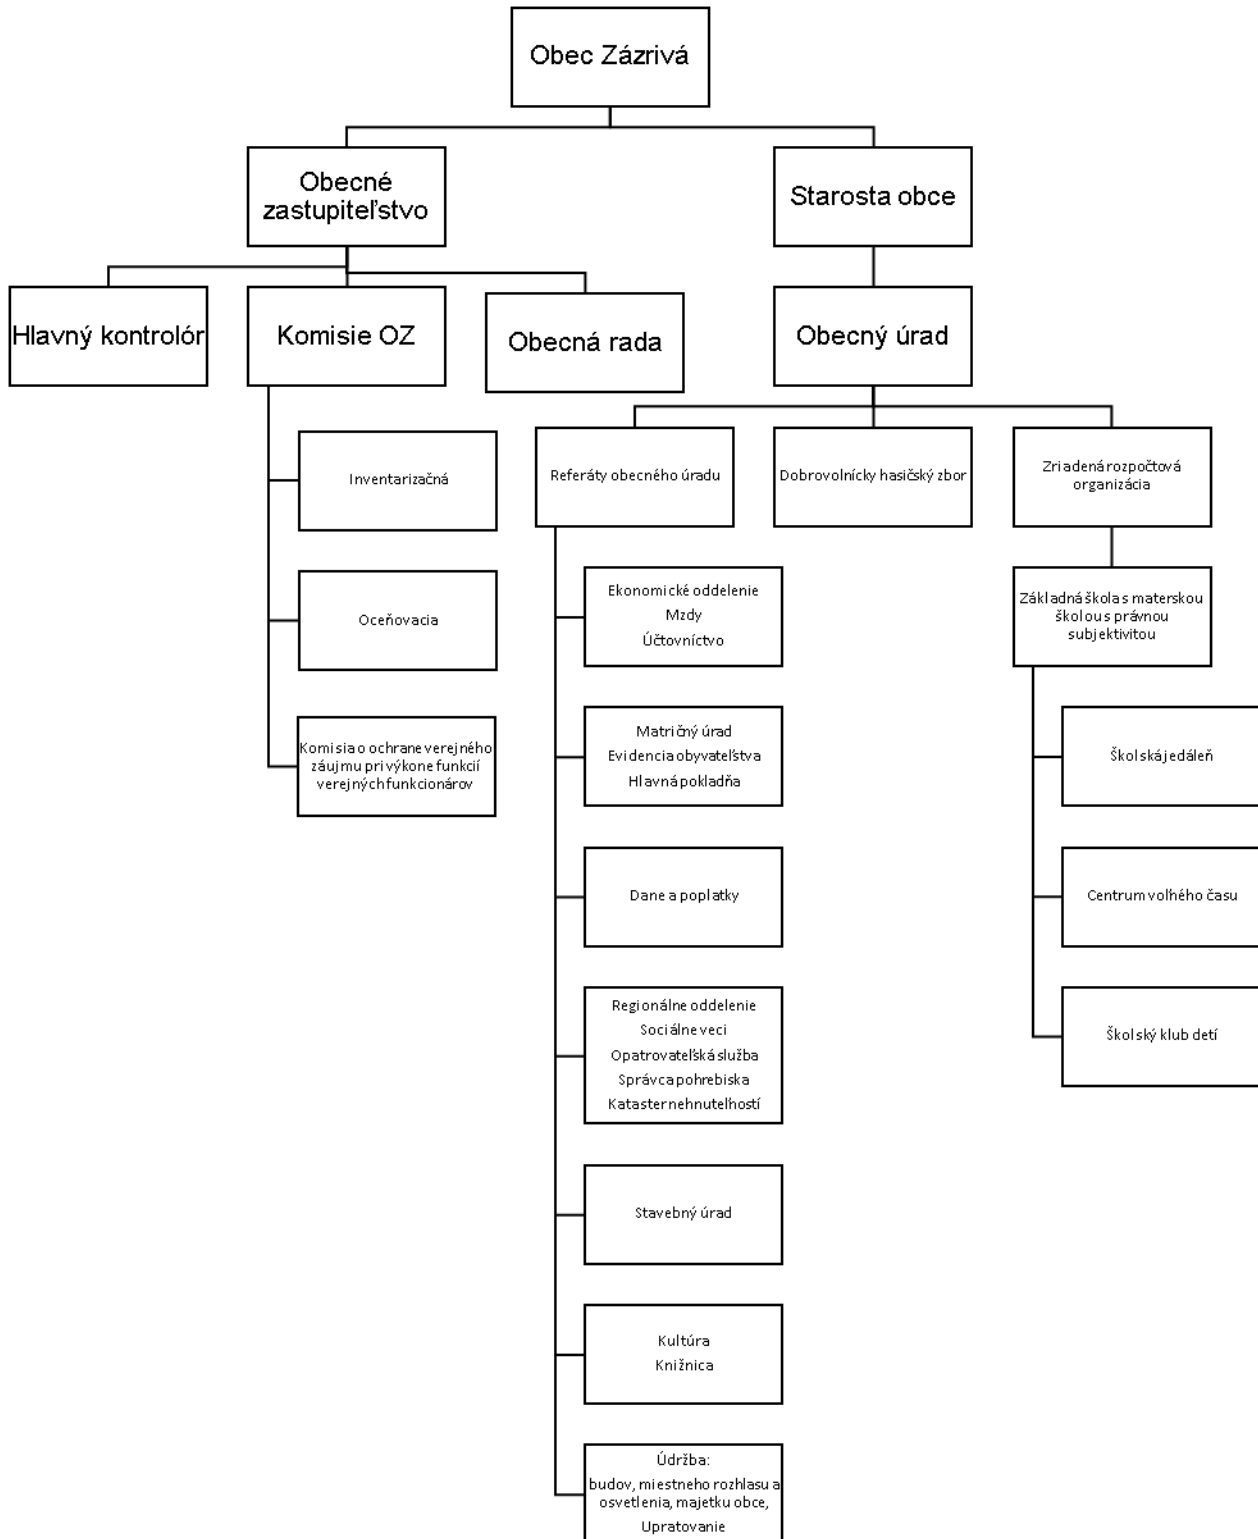 Obec Zázrivá
Obecné
zastupiteľstvo
Starosta obce
Hlavný kontrolór
Komisie OZ
Obecná rada
Obecný úrad
Inventarizačná
Oceňovacia
Komisia o ochrane verejného
záujmu pri výkone funkcií
verejných funkcionárov
Referáty obecného úradu
Dobrovolnícky hasičský zbor
Zriadená rozpočtová
organizácia
Ekonomické oddelenie
Mzdy
Účtovníctvo
Matričný úrad
Evidencia obyvateľstva
Hlavná pokladňa
Dane a poplatky
Regionálne oddelenie
Sociálne veci
Opatrovateľská služba
Správca pohrebiska
Kataster nehnuteľností
Stavebný úrad
Kultúra
Knižnica
Údržba:
budov, miestneho rozhlasu a
osvetlenia, majetku obce,
Upratovanie
Základná škola s materskou
školou s právnou
subjektivitou
Školská jedáleň
Centrum voľného času
Školský klub detí